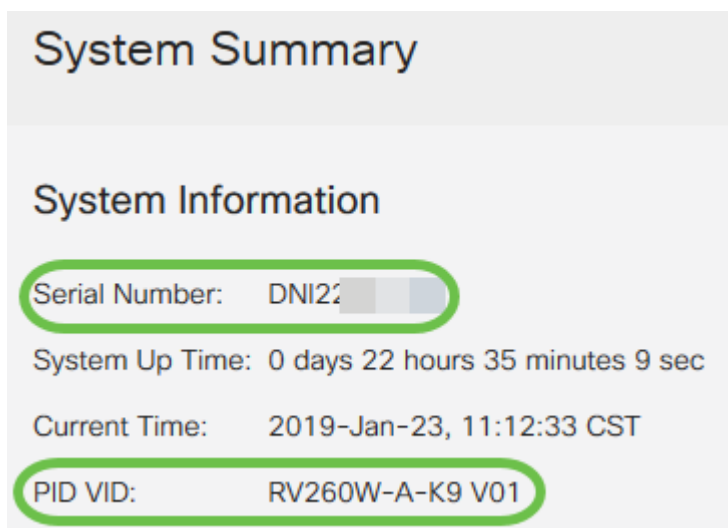 System Summary
System Information
Serial Number: DNI22
System Up Time: 0 days 22 hours 35 minutes 9 sec
Current Time: 2019-Jan-23, 11:12:33 CST
PID VID: RV260W-A-K9 V01